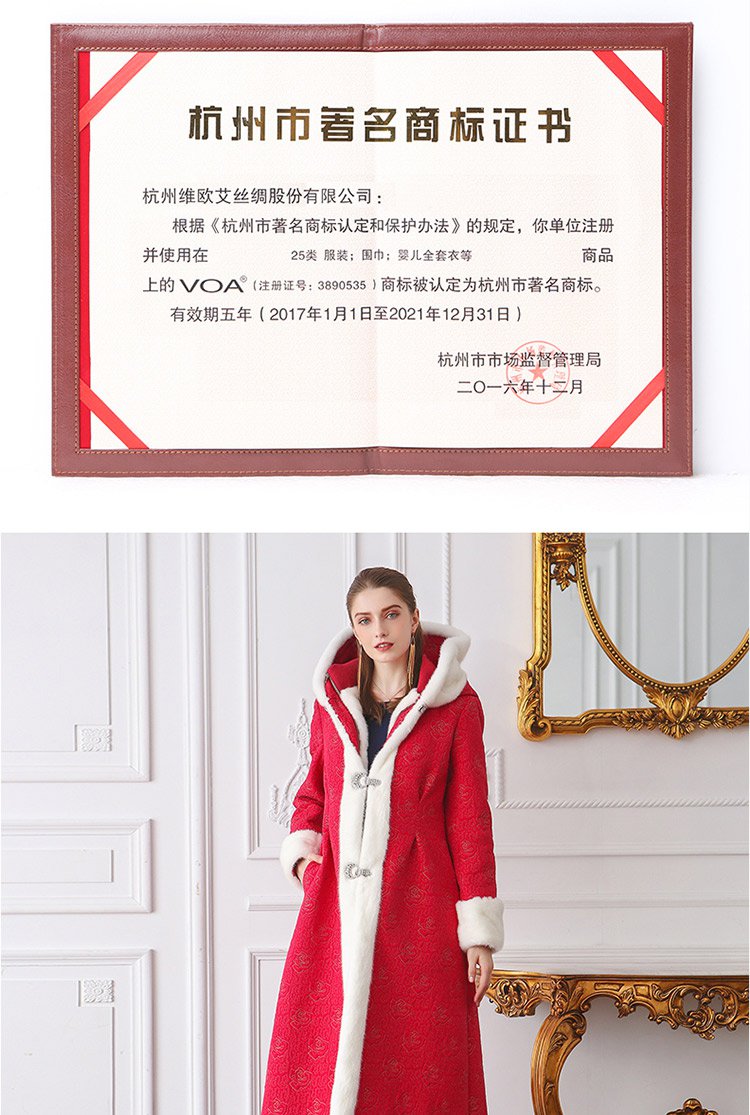 杭州市著名商标证书
杭州维欧艾丝绸股份有限公司：
根据《杭州市著名商标认定和保护办法》的规定，你单位注册
并使用在 25类 服装；围巾；婴儿全套衣等 商品
上的 VOA® （注册证号：3890535）商标被认定为杭州市著名商标。
有效期五年（2017年1月1日至2021年12月31日）
杭州市市场监督管理局
二〇一六年十二月